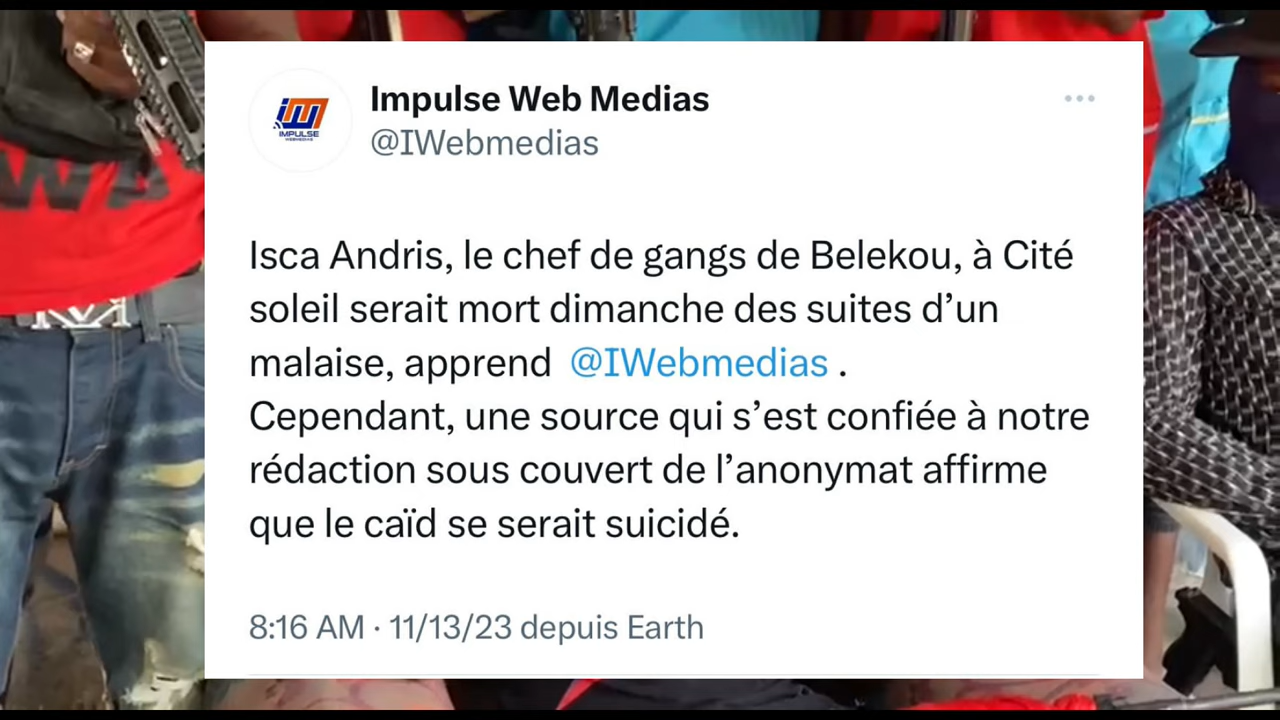 Impulse Web Medias
@IWebmedias
IMPULSE
WEBMEDIAS
Isca Andris, le chef de gangs de Belekou, à Cité
soleil serait mort dimanche des suites d’un
malaise, apprend @IWebmedias .
Cependant, une source qui s’est confiée à notre
rédaction sous couvert de l’anonymat affirme
que le caïd se serait suicidé.
8:16 AM · 11/13/23 depuis Earth